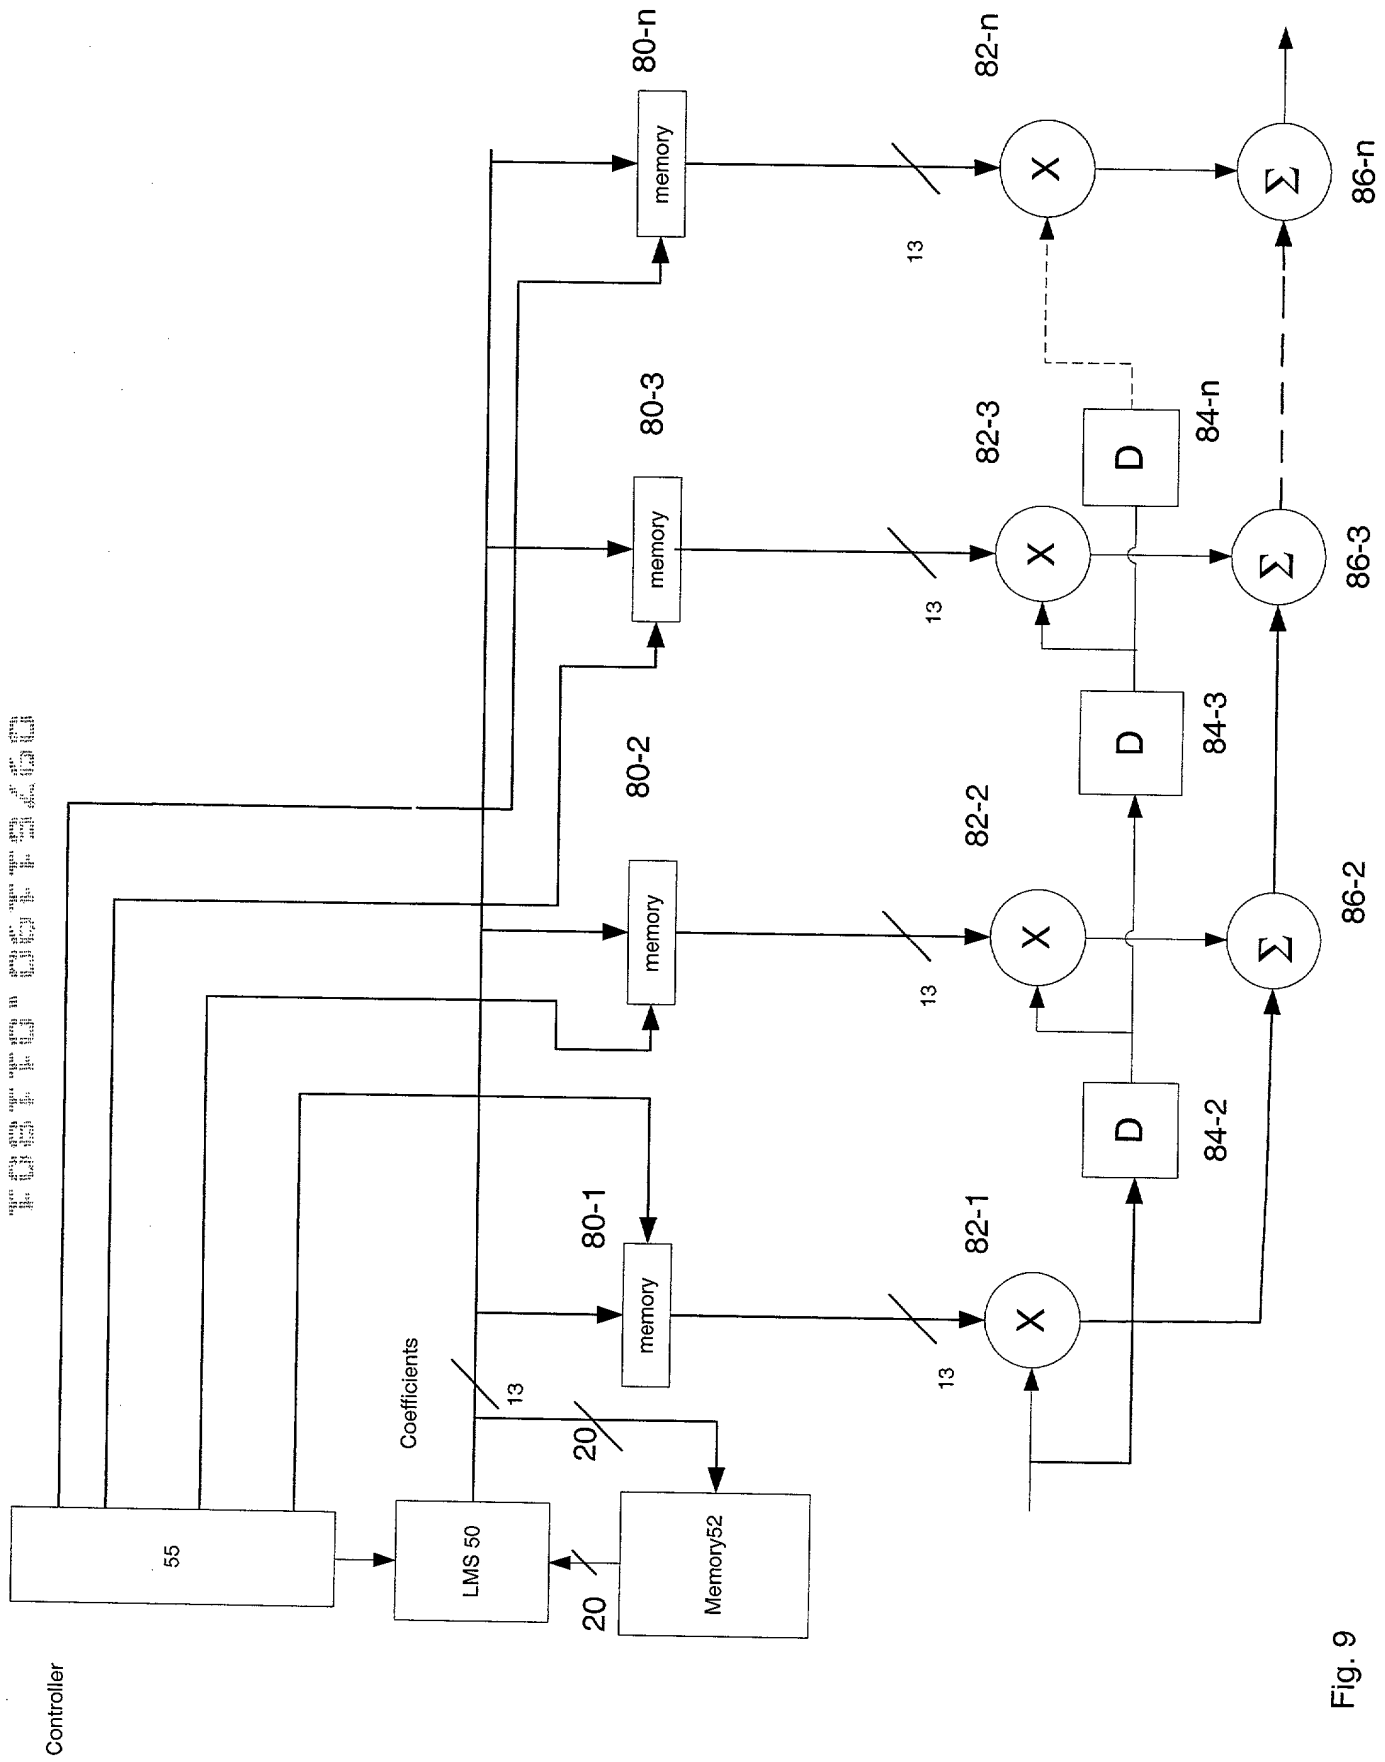 Controller
55
LMS 50
Memory52
20
20
Coefficients
13
80-1
80-2
80-3
80-n
memory
memory
memory
memory
13
13
13
13
82-1
82-2
82-3
82-n
X
X
X
X
D
D
D
84-2
84-3
84-n
Σ
Σ
Σ
86-2
86-3
86-n
Fig. 9